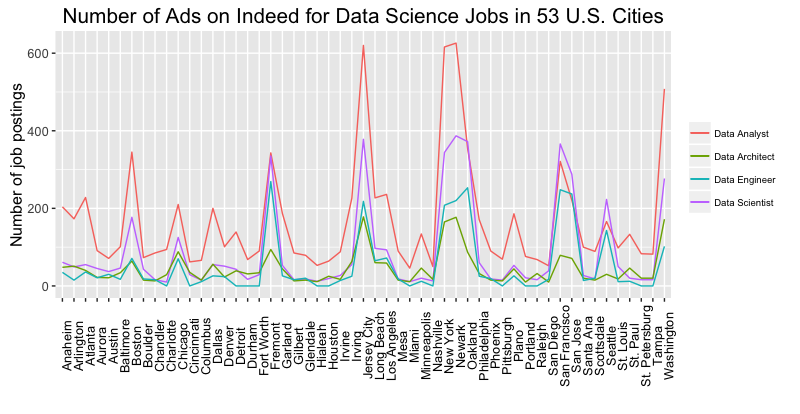 Number of Ads on Indeed for Data Science Jobs in 53 U.S. Cities
Number of job postings
600
400
200
0
Data Analyst
Data Architect
Data Engineer
Data Scientist
Anaheim
Arlington
Atlanta
Aurora
Austin
Baltimore
Boston
Boulder
Chandler
Charlotte
Chicago
Cincinnati
Columbus
Dallas
Denver
Detroit
Durham
Fort Worth
Fremont
Garland
Gilbert
Glendale
Hialeah
Houston
Irvine
Irving
Jersey City
Long Beach
Los Angeles
Mesa
Miami
Minneapolis
Nashville
New York
Newark
Oakland
Philadelphia
Phoenix
Pittsburgh
Plano
Portland
Raleigh
San Diego
San Francisco
San Jose
Santa Ana
Scottsdale
Seattle
St. Louis
St. Paul
St. Petersburg
Tampa
Washington